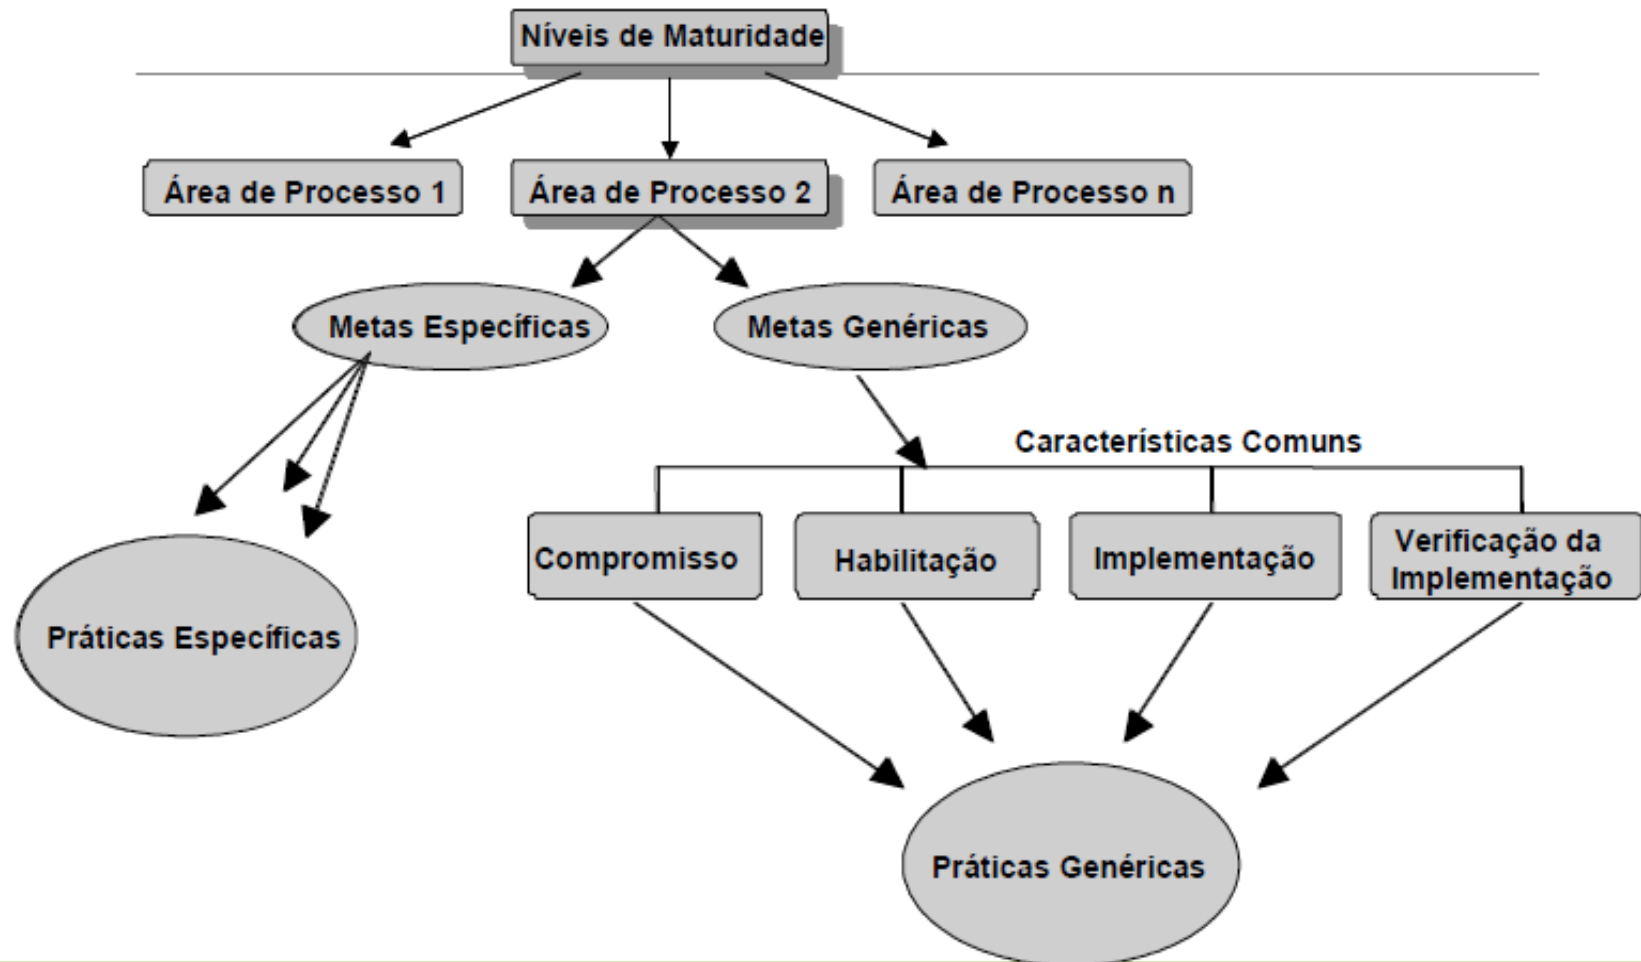 Níveis de Maturidade
Área de Processo 1
Área de Processo 2
Área de Processo n
Metas Específicas
Metas Genéricas
Características Comuns
Compromisso
Habilitação
Implementação
Verificação da
Implementação
Práticas Específicas
Práticas Genéricas